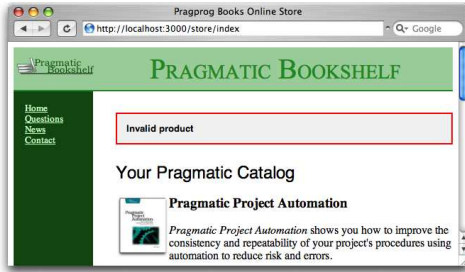 Pragprog Books Online Store
http://localhost:3000/store/index
Google
Pragmatic
Bookshelf
PRAGMATIC BOOKSHELF
Home
Questions
News
Contact
Invalid product
Your Pragmatic Catalog
Pragmatic Project Automation
Pragmatic Project Automation shows you how to improve the
consistency and repeatability of your project's procedures using
automation to reduce risk and errors.